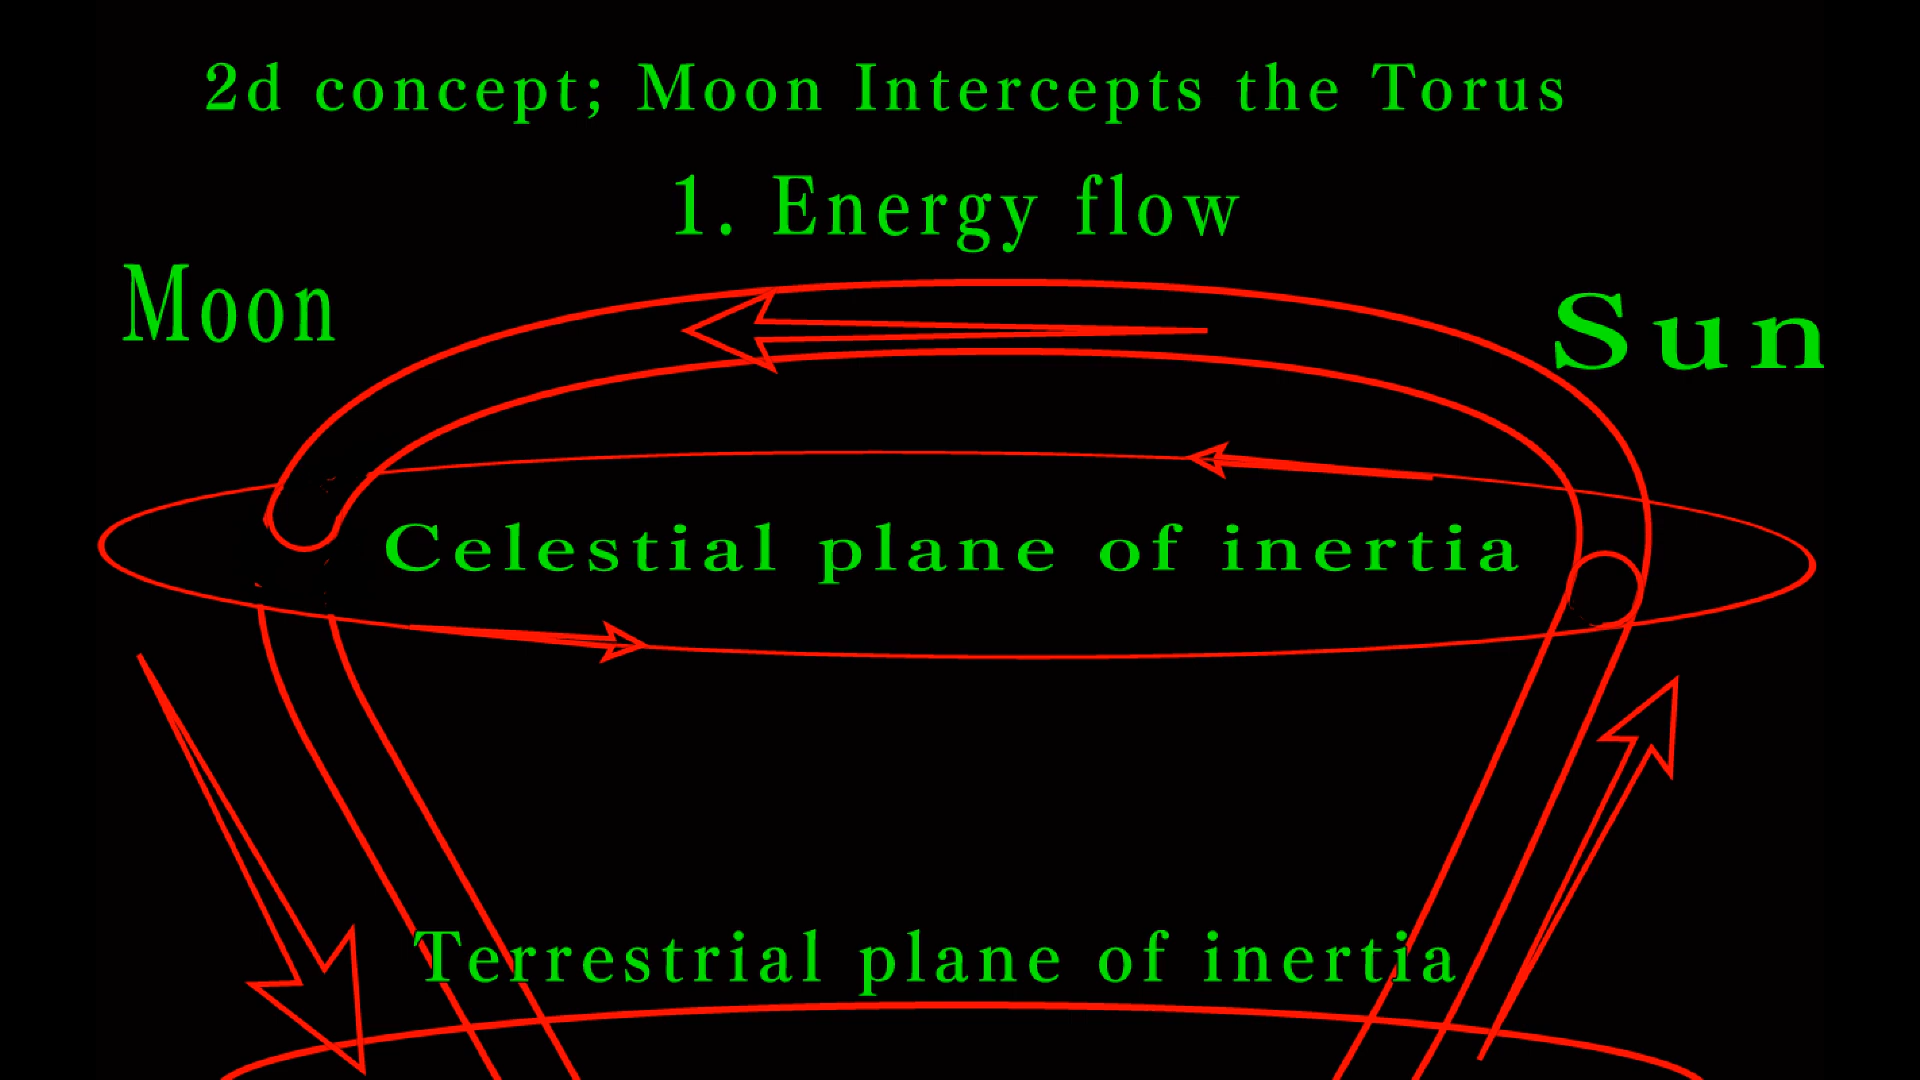 2d concept; Moon Intercepts the Torus
1. Energy flow
Moon
Sun
Celestial plane of inertia
Terrestrial plane of inertia